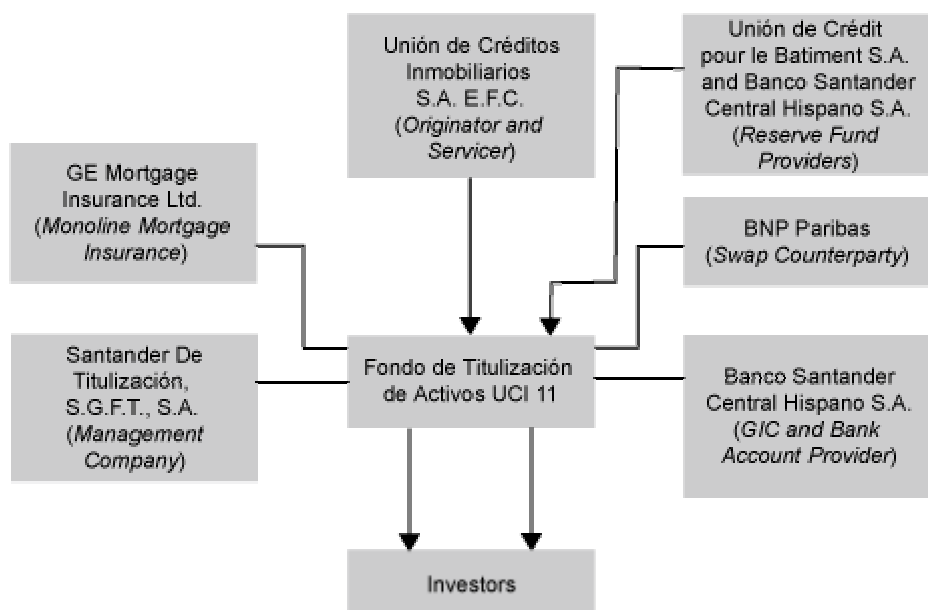 Unión de Créditos
Inmobiliarios
S.A. E.F.C.
(Originator and
Servicer)
Unión de Crédit
pour le Batiment S.A.
and Banco Santander
Central Hispano S.A.
(Reserve Fund
Providers)
GE Mortgage
Insurance Ltd.
(Monoline Mortgage
Insurance)
BNP Paribas
(Swap Counterparty)
Santander De
Titulización,
S.G.F.T., S.A.
(Management
Company)
Fondo de Titulización
de Activos UCI 11
Banco Santander
Central Hispano S.A.
(GIC and Bank
Account Provider)
Investors